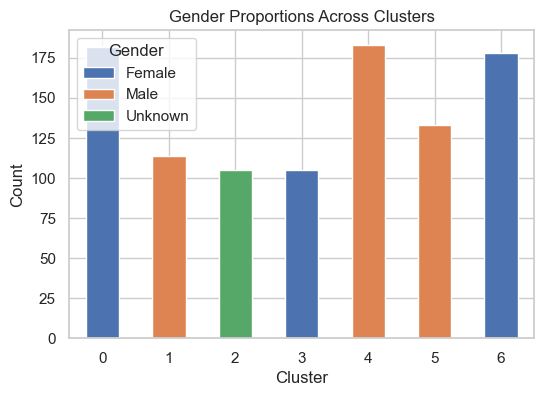 Gender Proportions Across Clusters
Gender
Female
Male
Unknown
175
150
125
100
75
50
25
0
Count
0 1 2 3 4 5 6
Cluster